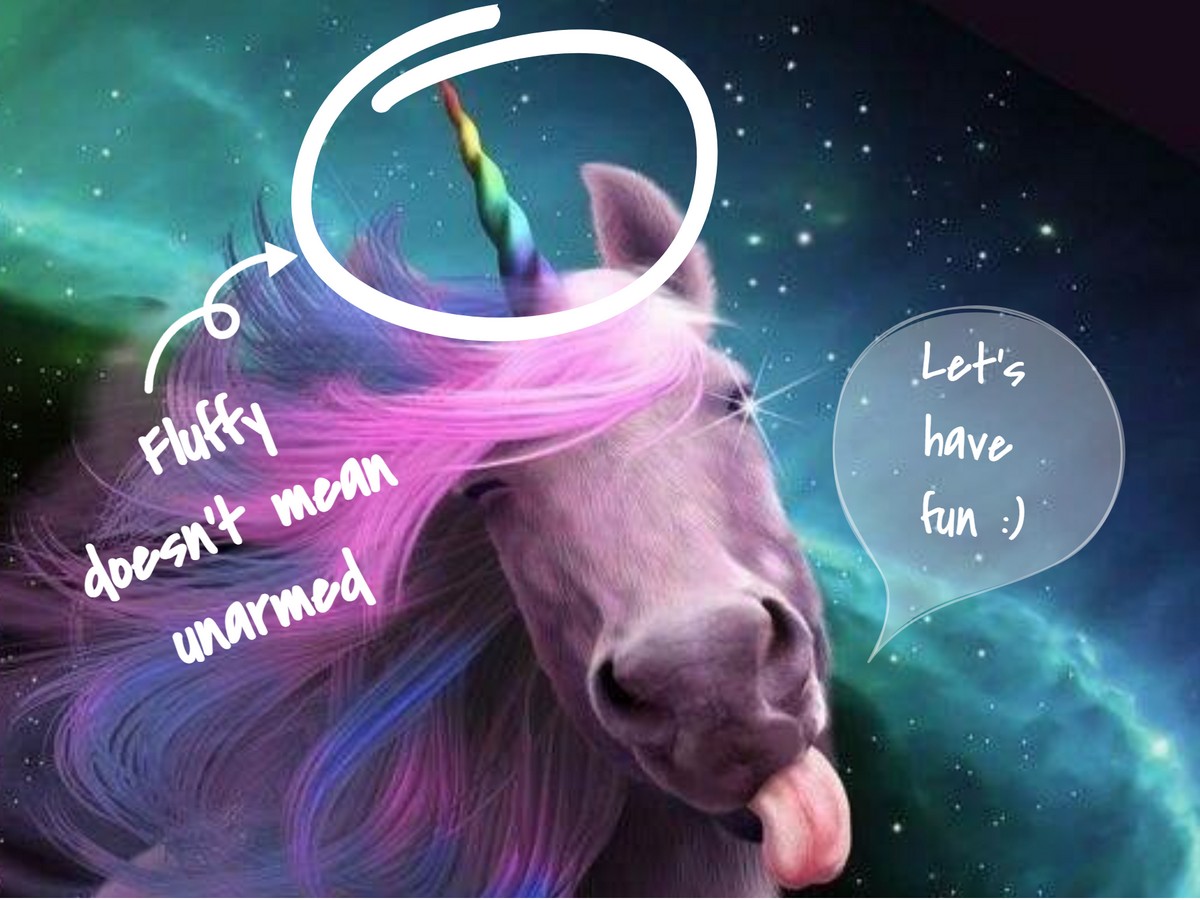 Fluffy
doesn't mean
unarmed
Let's
have
fun :)